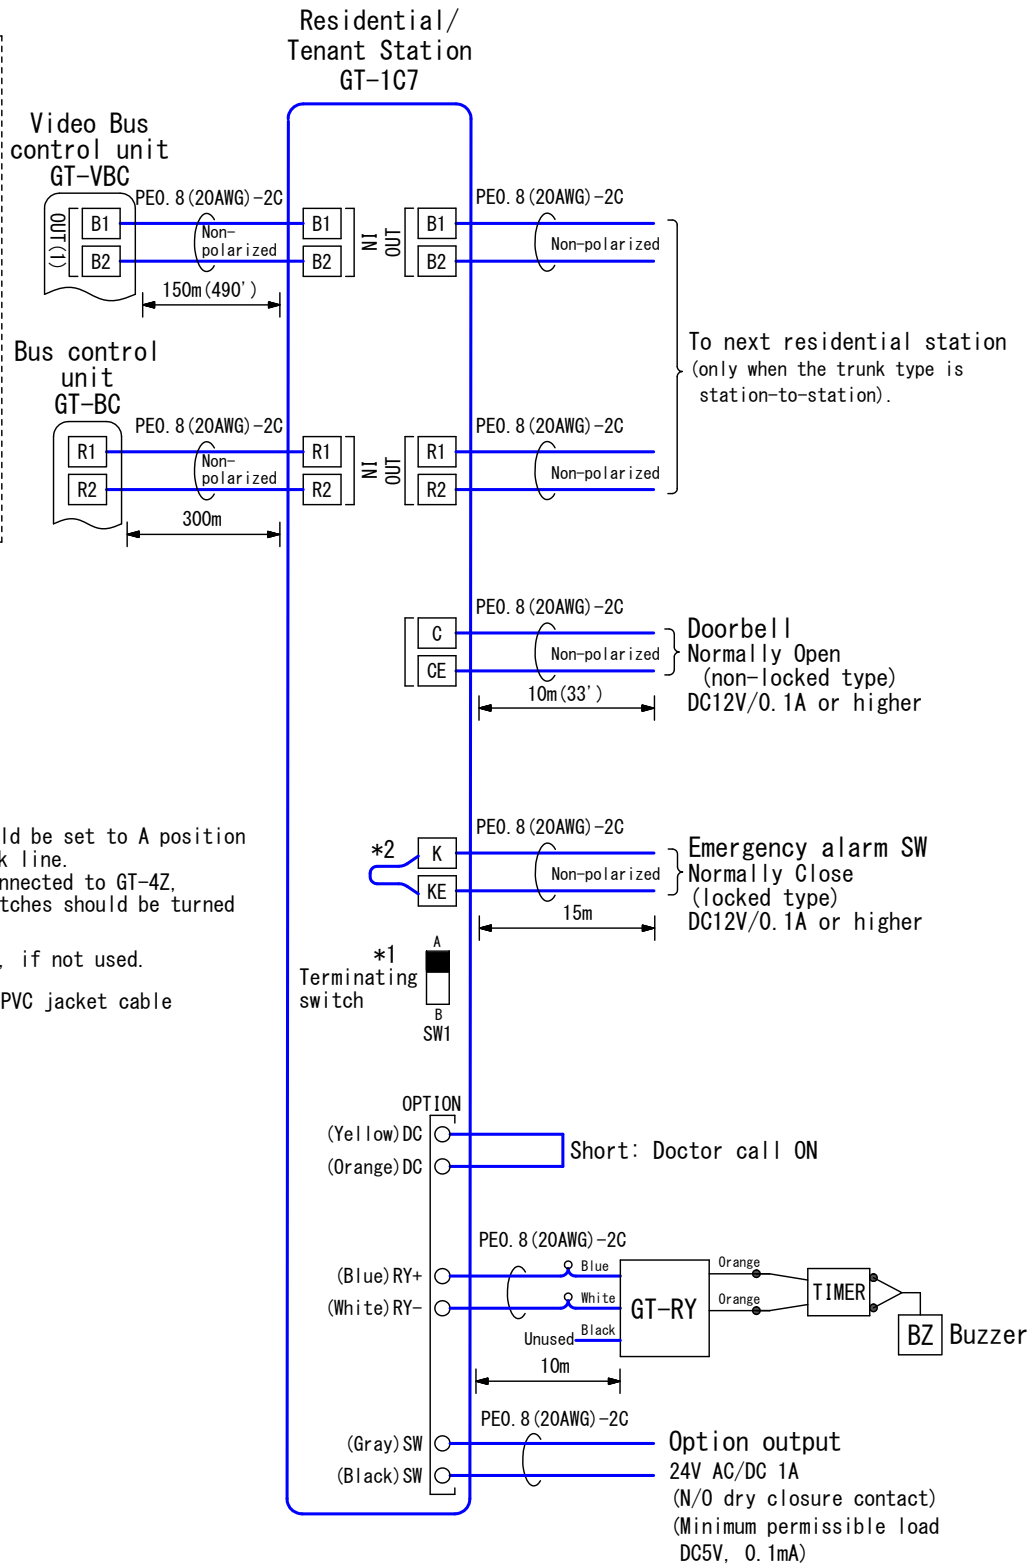 Residential/
Tenant Station
GT-1C7
Video Bus
control unit
GT-VBC
PE0.8(20AWG)-2C
PE0.8(20AWG)-2C
OUT(1)
B1
Non-
polarized
B1
IN
OUT
B1
Non-polarized
B2
B2
B2
150m(490')
To next residential station
(only when the trunk type is
station-to-station).
Bus control
unit
GT-BC
PE0.8(20AWG)-2C
PE0.8(20AWG)-2C
R1
Non-
polarized
R1
IN
OUT
R1
Non-polarized
R2
R2
R2
300m
PE0.8(20AWG)-2C
C
Non-polarized
CE
10m(33')
Doorbell
Normally Open
(non-locked type)
DC12V/0.1A or higher
ld be set to A position
k line.
nnected to GT-4Z,
tches should be turned
, if not used.
PVC jacket cable
PE0.8(20AWG)-2C
*2
K
Non-polarized
KE
15m
Emergency alarm SW
Normally Close
(locked type)
DC12V/0.1A or higher
*1
Terminating
switch
A
B
SW1
OPTION
(Yellow)DC
(Orange)DC
Short: Doctor call ON
PE0.8(20AWG)-2C
(Blue)RY+
Blue
(White)RY-
White
Unused
Black
GT-RY
Orange
Orange
TIMER
BZ
Buzzer
10m
PE0.8(20AWG)-2C
(Gray)SW
(Black)SW
Option output
24V AC/DC 1A
(N/O dry closure contact)
(Minimum permissible load
DC5V, 0.1mA)